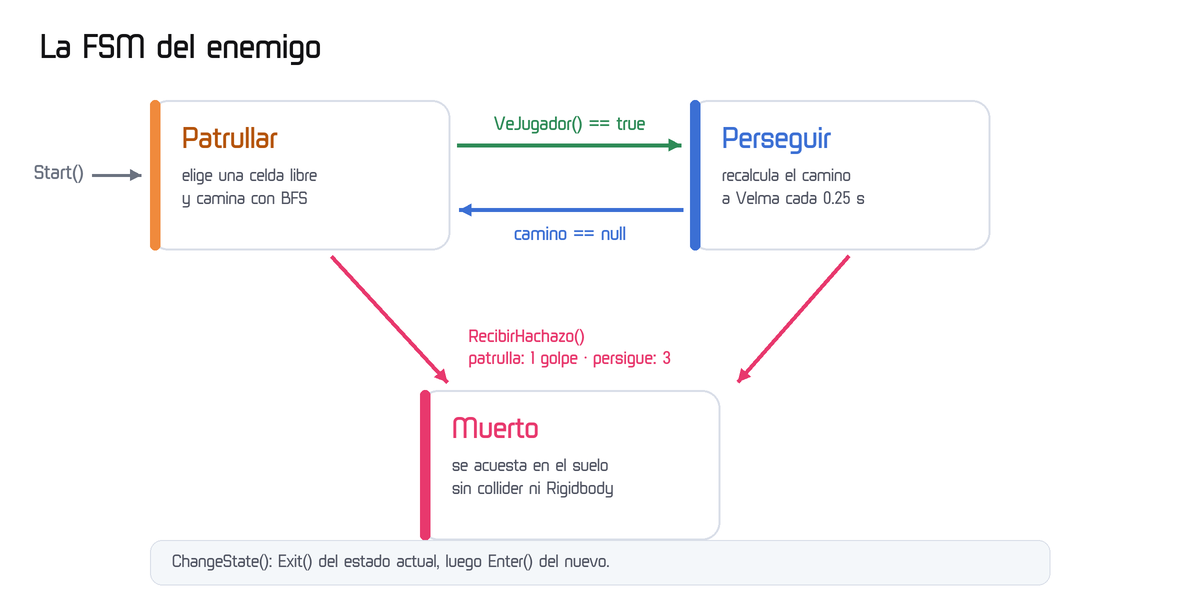 La FSM del enemigo
Start()
Patrullar
elige una celda libre
y camina con BFS
VeJugador() == true
camino == null
Perseguir
recalcula el camino
a Velma cada 0.25 s
RecibirHachazo()
patrulla: 1 golpe · persigue: 3
Muerto
se acuesta en el suelo
sin collider ni Rigidbody
ChangeState(): Exit() del estado actual, luego Enter() del nuevo.